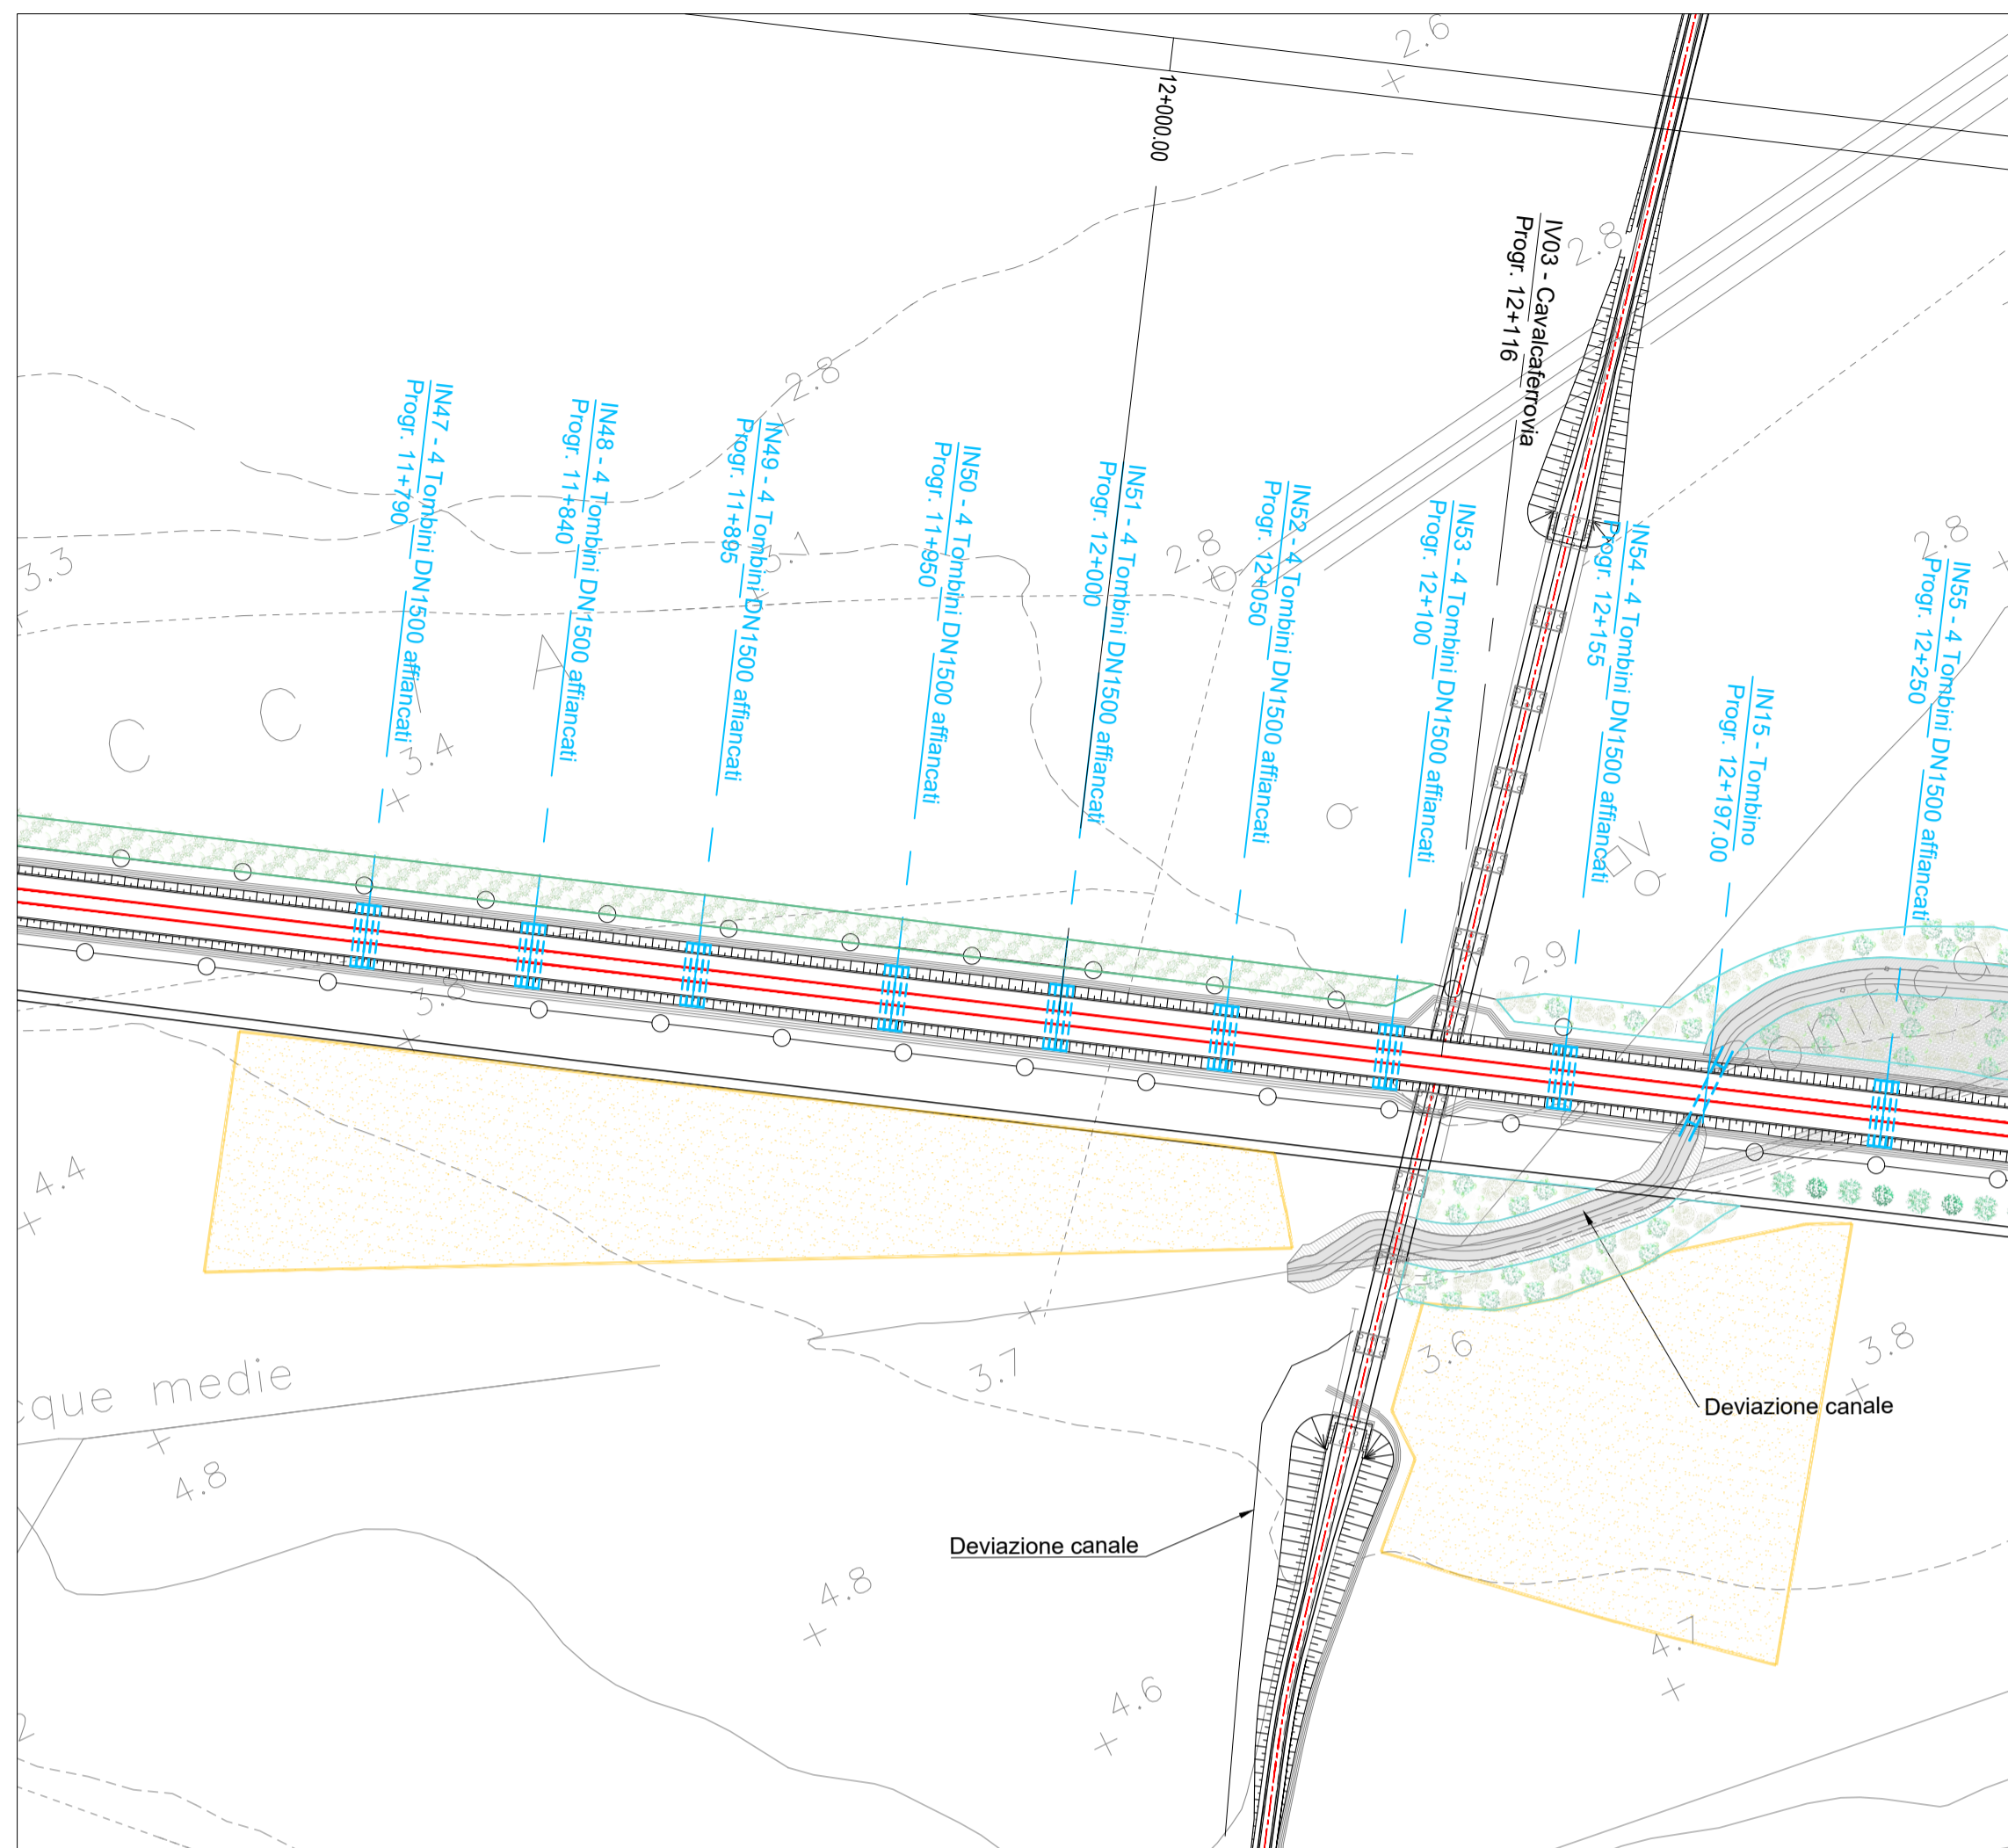 2.6
12+000.00
IV03 - Cavalcaferrovia
Progr. 12+116
2.8
2.8
IN47 - 4 Tombini DN1500 affiancati
Progr. 11+790
IN48 - 4 Tombini DN1500 affiancati
Progr. 11+840
IN49 - 4 Tombini DN1500 affiancati
Progr. 11+895
IN50 - 4 Tombini DN1500 affiancati
Progr. 11+950
IN51 - 4 Tombini DN1500 affiancati
Progr. 12+000
IN52 - 4 Tombini DN1500 affiancati
Progr. 12+050
IN53 - 4 Tombini DN1500 affiancati
Progr. 12+100
IN54 - 4 Tombini DN1500 affiancati
Progr. 12+155
IN15 - Tombino
Progr. 12+197.00
IN55 - 4 Tombini DN1500 affiancati
Progr. 12+250
3.3
3.1
2.8
2.8
C C A
3.4
2.9
3.8
4.4
3.7
3.6
3.8
que medie
Deviazione canale
4.8
Deviazione canale
4.8
4.7
4.6
2